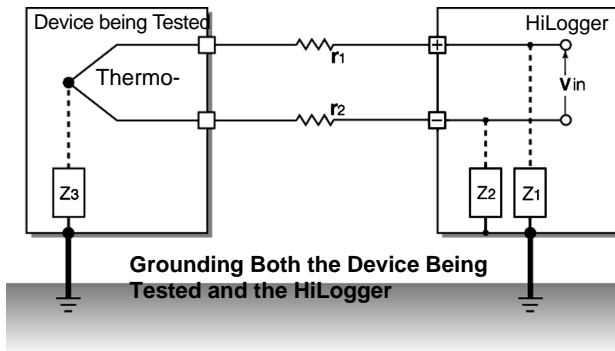 Device being Tested
HiLogger
Thermo-
r1
+
Vin
r2
−
Z3
Z2
Z1
Grounding Both the Device Being
Tested and the HiLogger